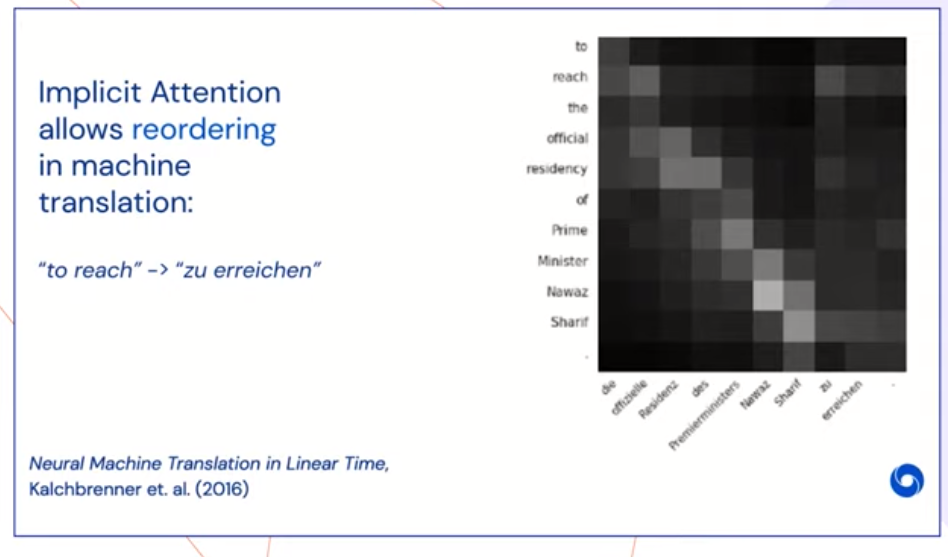 Implicit Attention
allows reordering
in machine
translation:
“to reach” -> “zu erreichen”
Neural Machine Translation in Linear Time,
Kalchbrenner et. al. (2016)
to
reach
the
official
residency
of
Prime
Minister
Nawaz
Sharif
.
die
offizielle
Residenz
des
Premierministers
Nawaz
Sharif
zu
erreichen
.